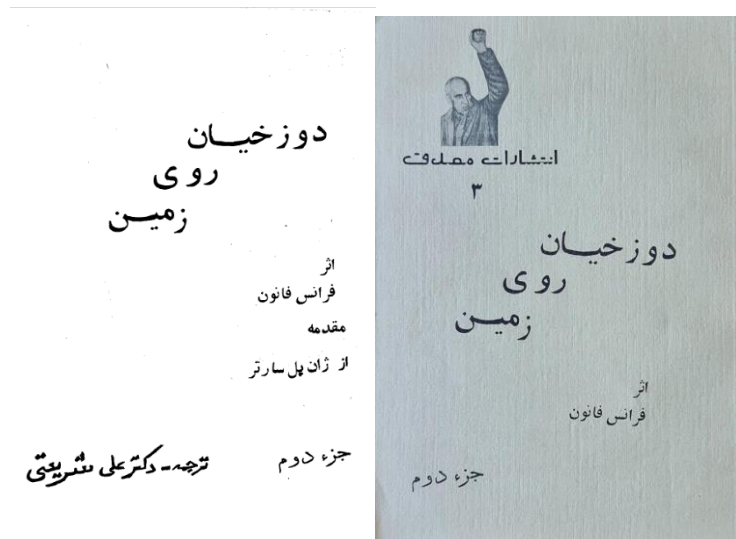 دوزخیان
روی
زمین
اثر
فرانس فانون
مقدمه
از ژان پل سارتر
جزء دوم
ترجمه - دکتر علی شریعتی
انتشارات مصدق
۳
دوزخیان
روی
زمین
اثر
فرانس فانون
جزء دوم